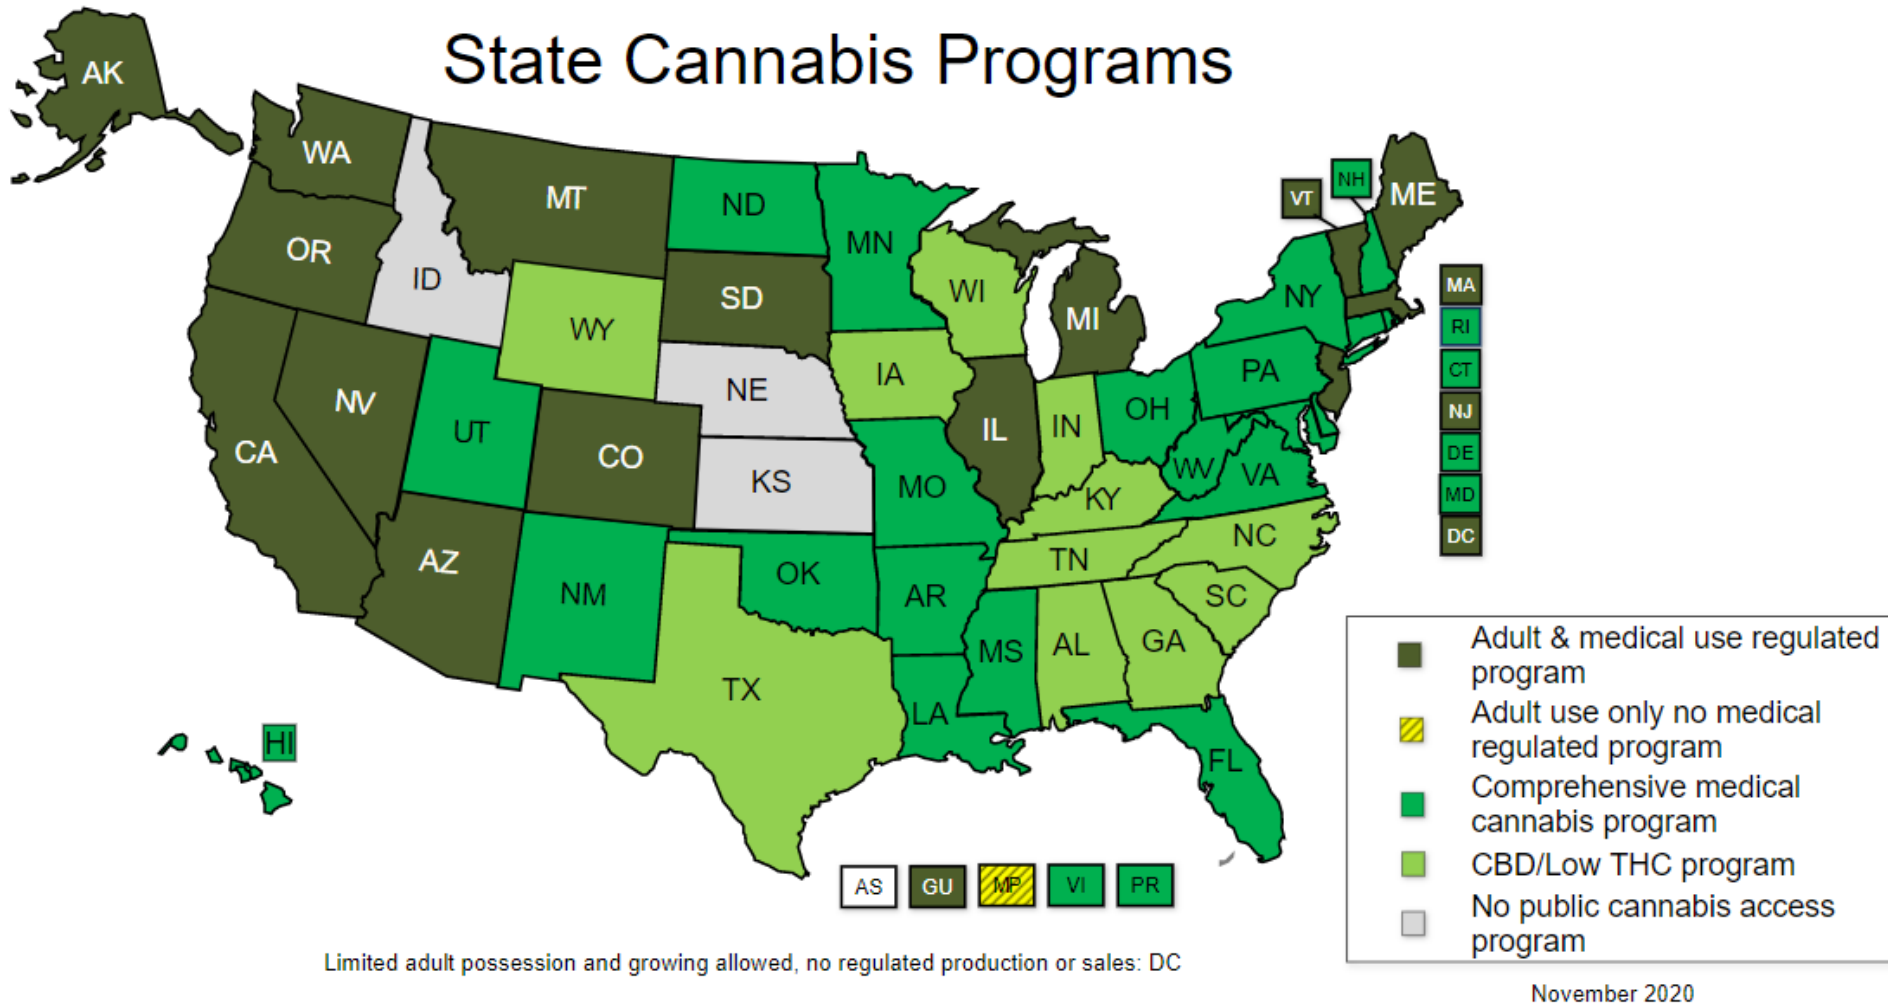 State Cannabis Programs
AK
WA
MT
ND
MN
VT
NH
ME
OR
ID
WY
SD
WI
MI
NY
MA
RI
CT
NJ
DE
MD
DC
NV
UT
NE
IA
IL
IN
OH
PA
CA
CO
KS
MO
KY
WV
VA
AZ
NM
OK
AR
TN
NC
SC
TX
LA
MS
AL
GA
FL
HI
AS
GU
MP
VI
PR
Adult & medical use regulated
program
Adult use only no medical
regulated program
Comprehensive medical
cannabis program
CBD/Low THC program
No public cannabis access
program
Limited adult possession and growing allowed, no regulated production or sales: DC
November 2020